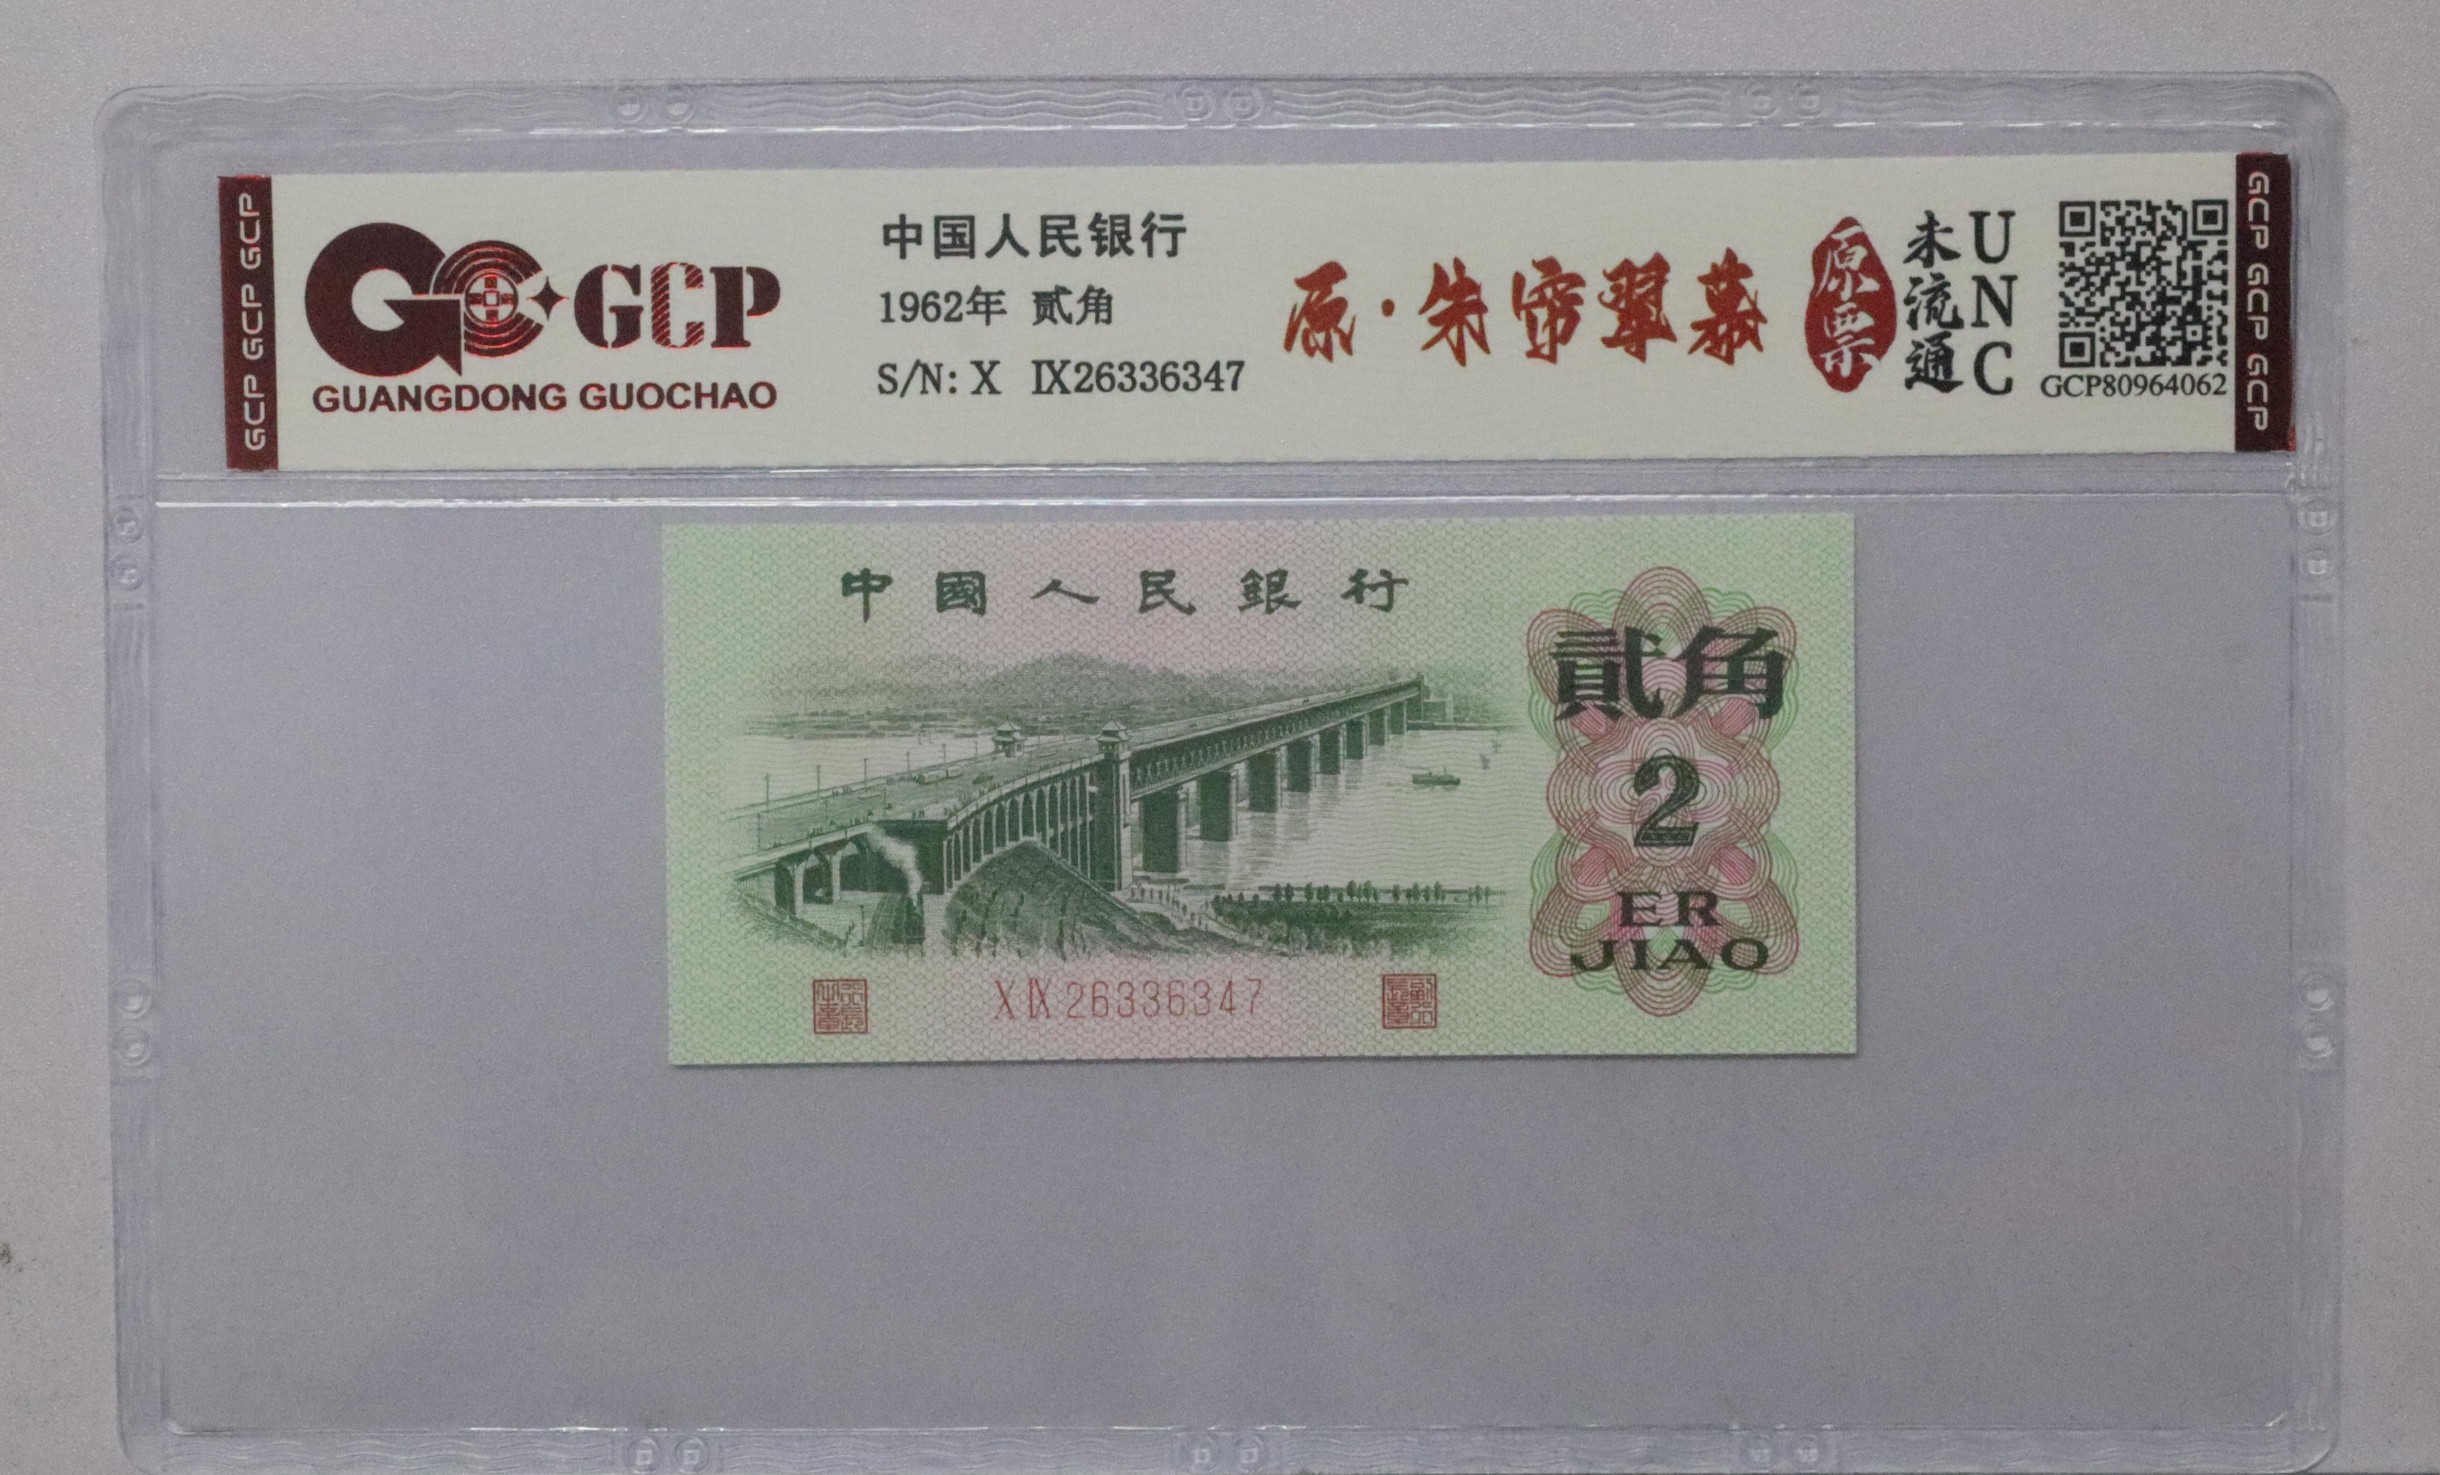 GCP GCP GCP
GCP
GUANGDONG GUOCHAO
中国人民银行
1962年 贰角
S/N: X Ⅸ26336347
原·朱帘翠幕
原票
未流通
UNC
GCP80964062
GCP GCP GCP
中國人民銀行
貳角
2
ER
JIAO
X Ⅸ 26336347